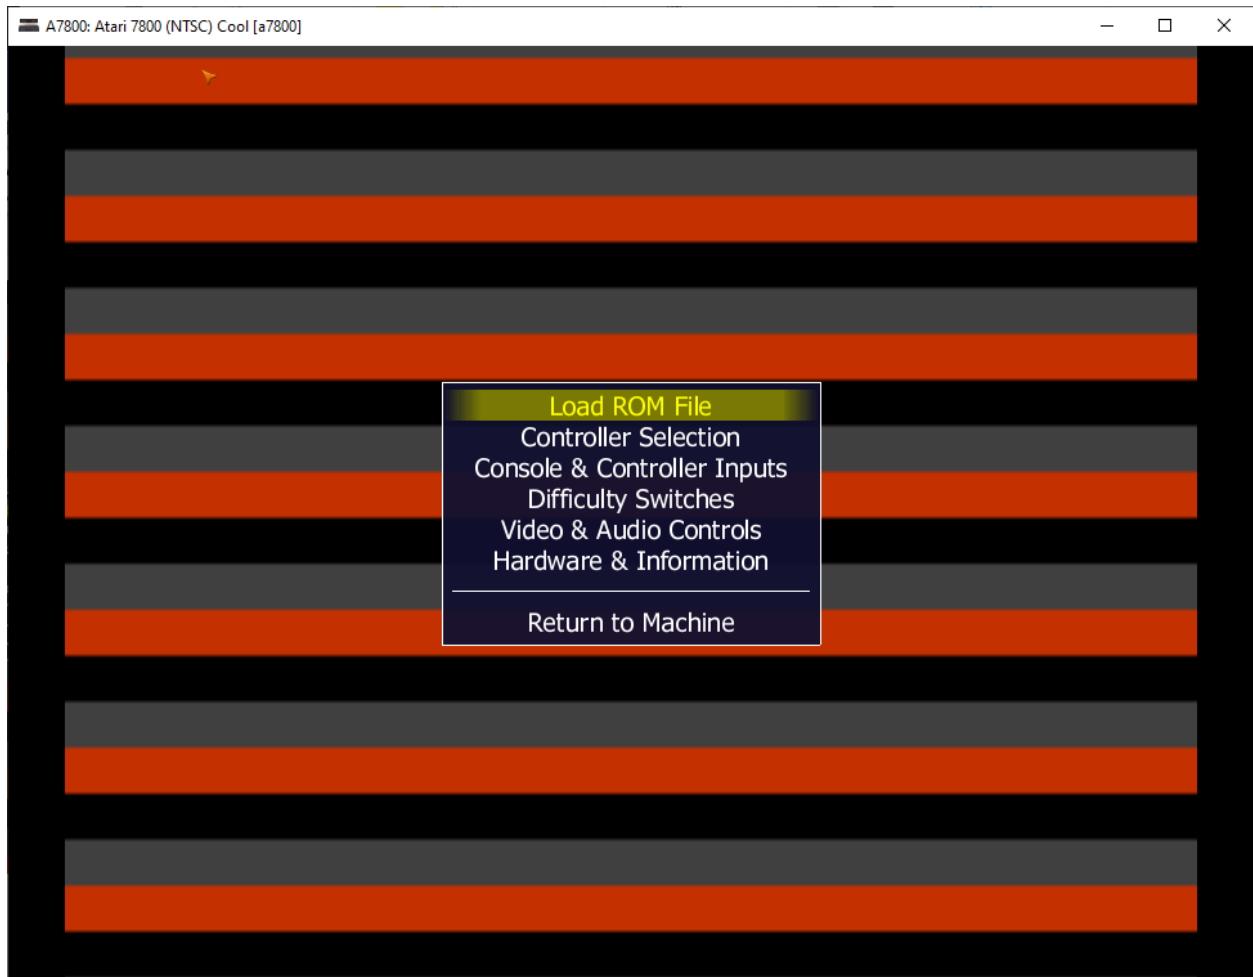 A7800: Atari 7800 (NTSC) Cool [a7800]
Load ROM File
Controller Selection
Console & Controller Inputs
Difficulty Switches
Video & Audio Controls
Hardware & Information
Return to Machine